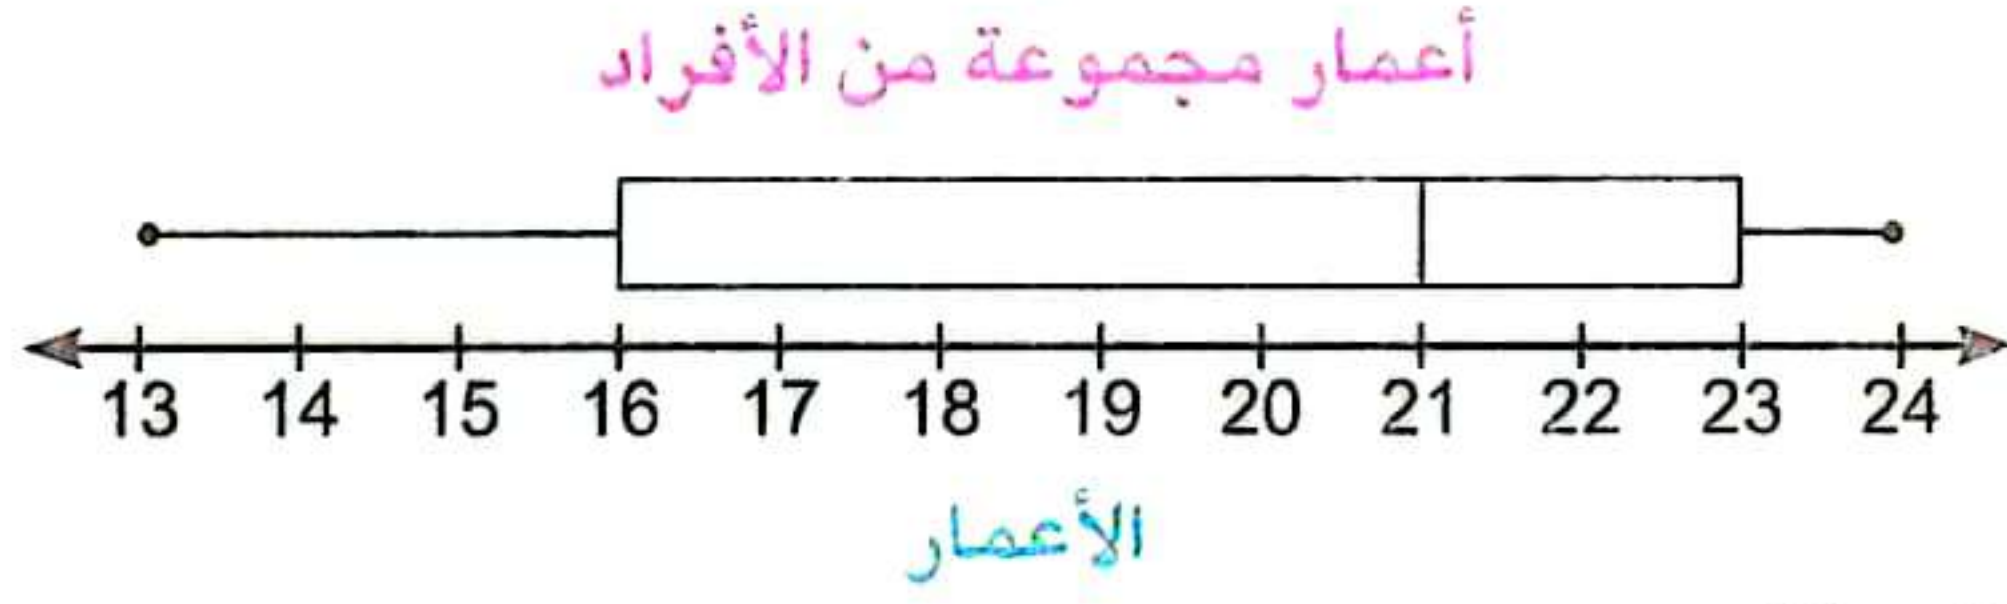 أعمار مجموعة من الأفراد
13 14 15 16 17 18 19 20 21 22 23 24
الأعمار